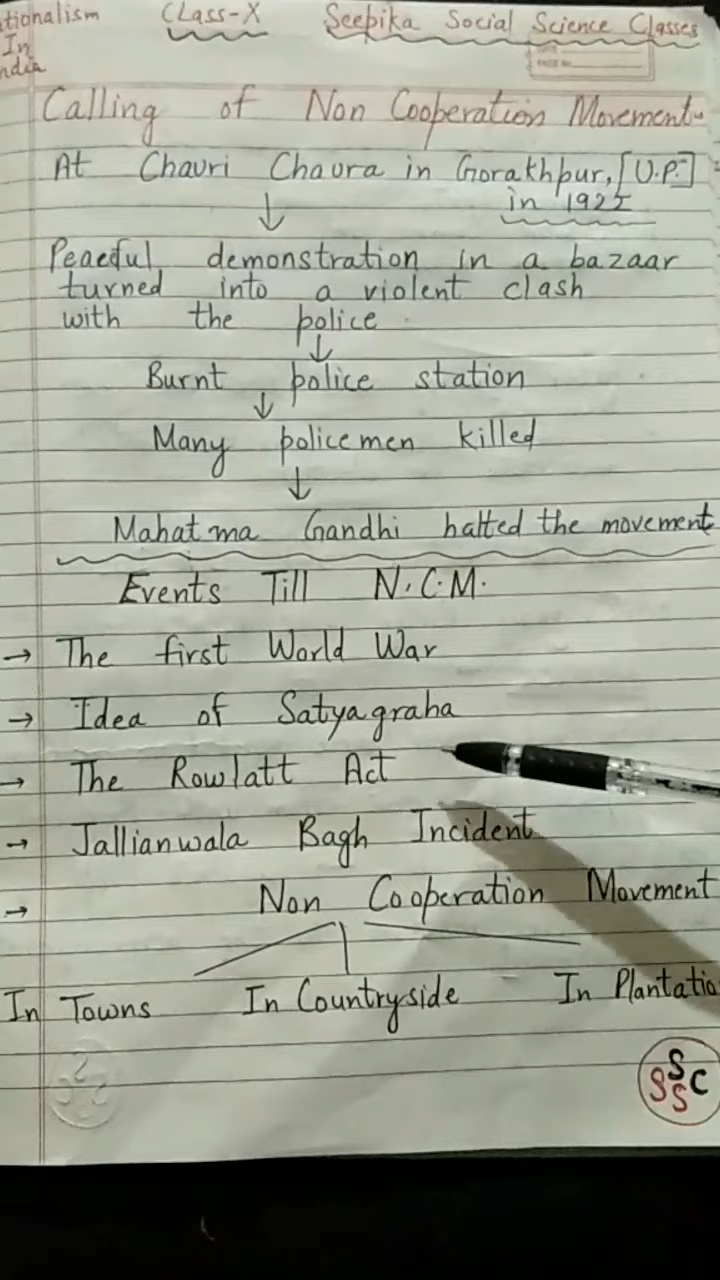 tionalism CLASS-X Seepika Social Science Classes
In
ndia
Calling of Non Cooperation Movement-
At Chauri Chaura in Gorakhpur, [U.P.]
in 1922
↓
Peaceful demonstration in a bazaar
turned into a violent clash
with the police
↓
Burnt police station
↓
Many policemen killed
↓
Mahatma Gandhi halted the movement
Events Till N.C.M.
→ The first World War
→ Idea of Satyagraha
→ The Rowlatt Act
→ Jallianwala Bagh Incident
→ Non Cooperation Movement
In Towns In Countryside In Plantatio
SSSC